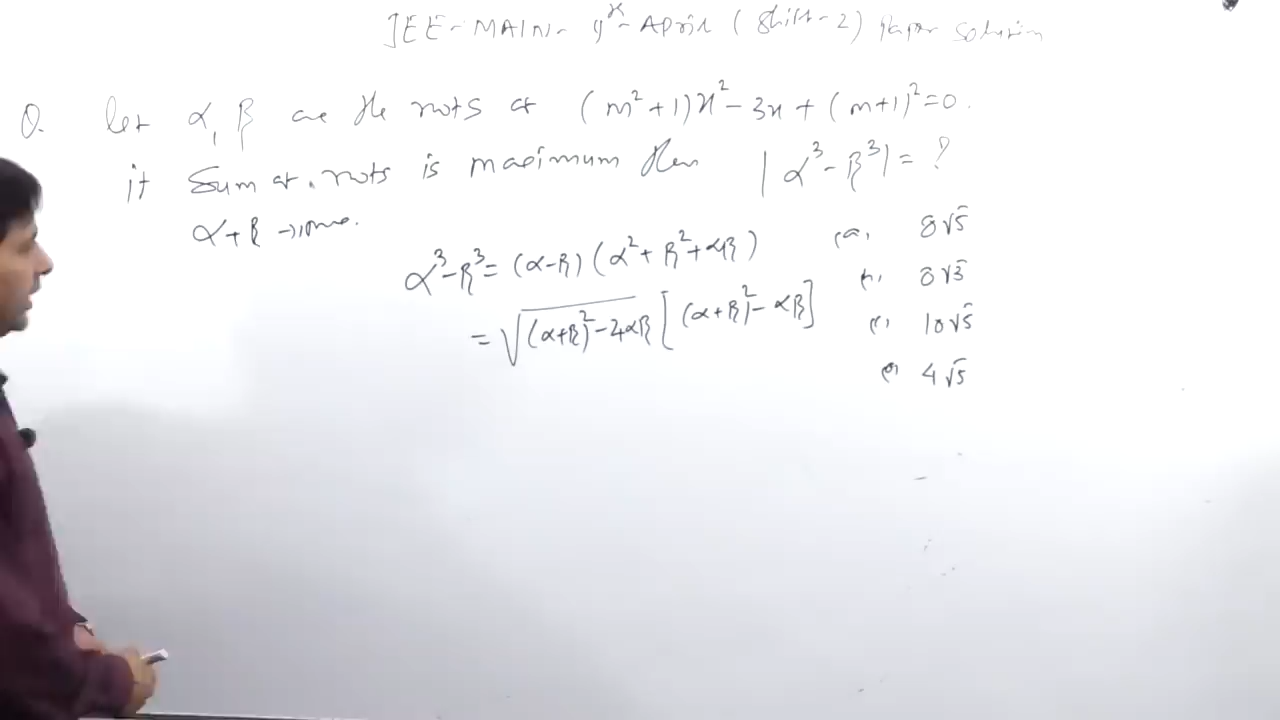 JEE-MAIN- 9th-April (Shift-2) Paper Solution
Q. let α, β are the roots of (m²+1)x²-3x+(m+1)²=0.
if Sum of roots is maximum then |α³-β³|=?
α+β →
α³-β³ = (α-β)(α²+β²+αβ)
= √(α+β)²-4αβ [(α+β)²-αβ]
(a) 8√5
(b) 8√3
(c) 10√5
(d) 4√5